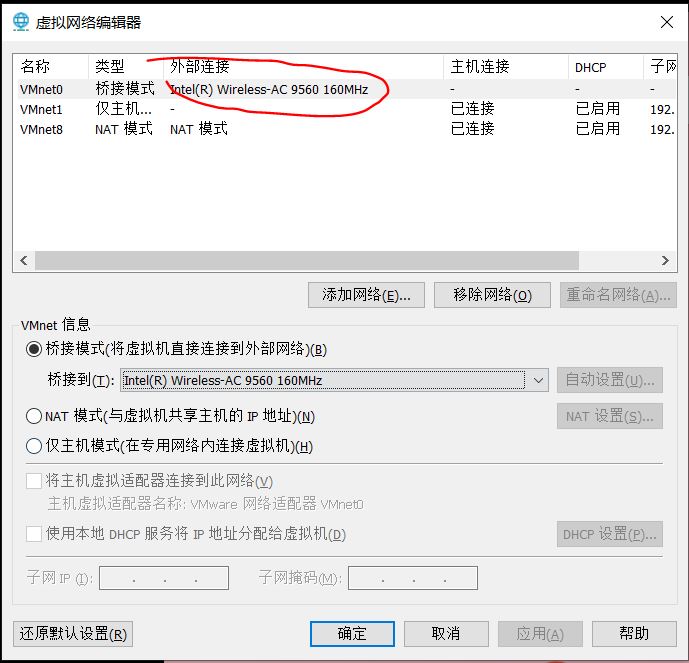 虚拟网络编辑器
名称 类型 外部连接 主机连接 DHCP 子网
VMnet0 桥接模式 Intel(R) Wireless-AC 9560 160MHz - - -
VMnet1 仅主机... - 已连接 已启用 192.
VMnet8 NAT 模式 NAT 模式 已连接 已启用 192.
添加网络(E)... 移除网络(O) 重命名网络(A)...
VMnet 信息
桥接模式(将虚拟机直接连接到外部网络)(B)
桥接到(T): Intel(R) Wireless-AC 9560 160MHz 自动设置(U)...
NAT 模式(与虚拟机共享主机的 IP 地址)(N) NAT 设置(S)...
仅主机模式(在专用网络内连接虚拟机)(H)
将主机虚拟适配器连接到此网络(V)
主机虚拟适配器名称: VMware 网络适配器 VMnet0
使用本地 DHCP 服务将 IP 地址分配给虚拟机(D) DHCP 设置(P)...
子网 IP (I): . . . 子网掩码(M): . . .
还原默认设置(R) 确定 取消 应用(A) 帮助